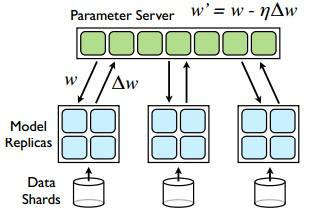 Parameter Server w' = w - ηΔw
w Δw
Model
Replicas
Data
Shards